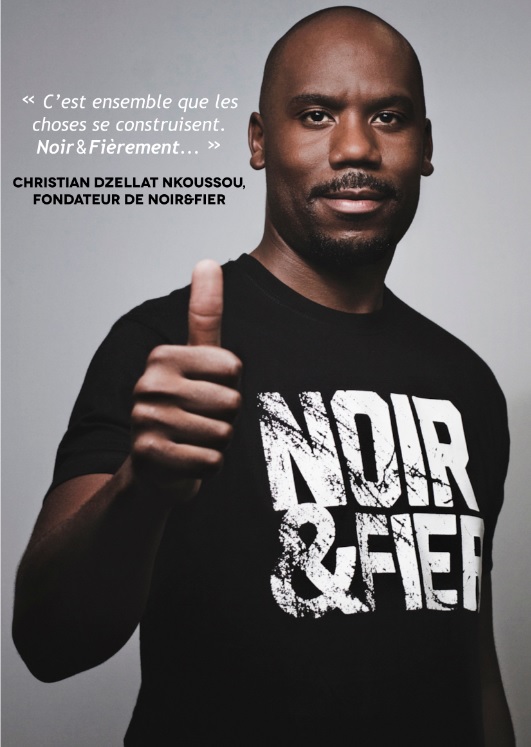 « C’est ensemble que les
choses se construisent.
Noir&Fièrement... »
CHRISTIAN DZELLAT NKOUSSOU,
FONDATEUR DE NOIR&FIER
NOIR
&FIER